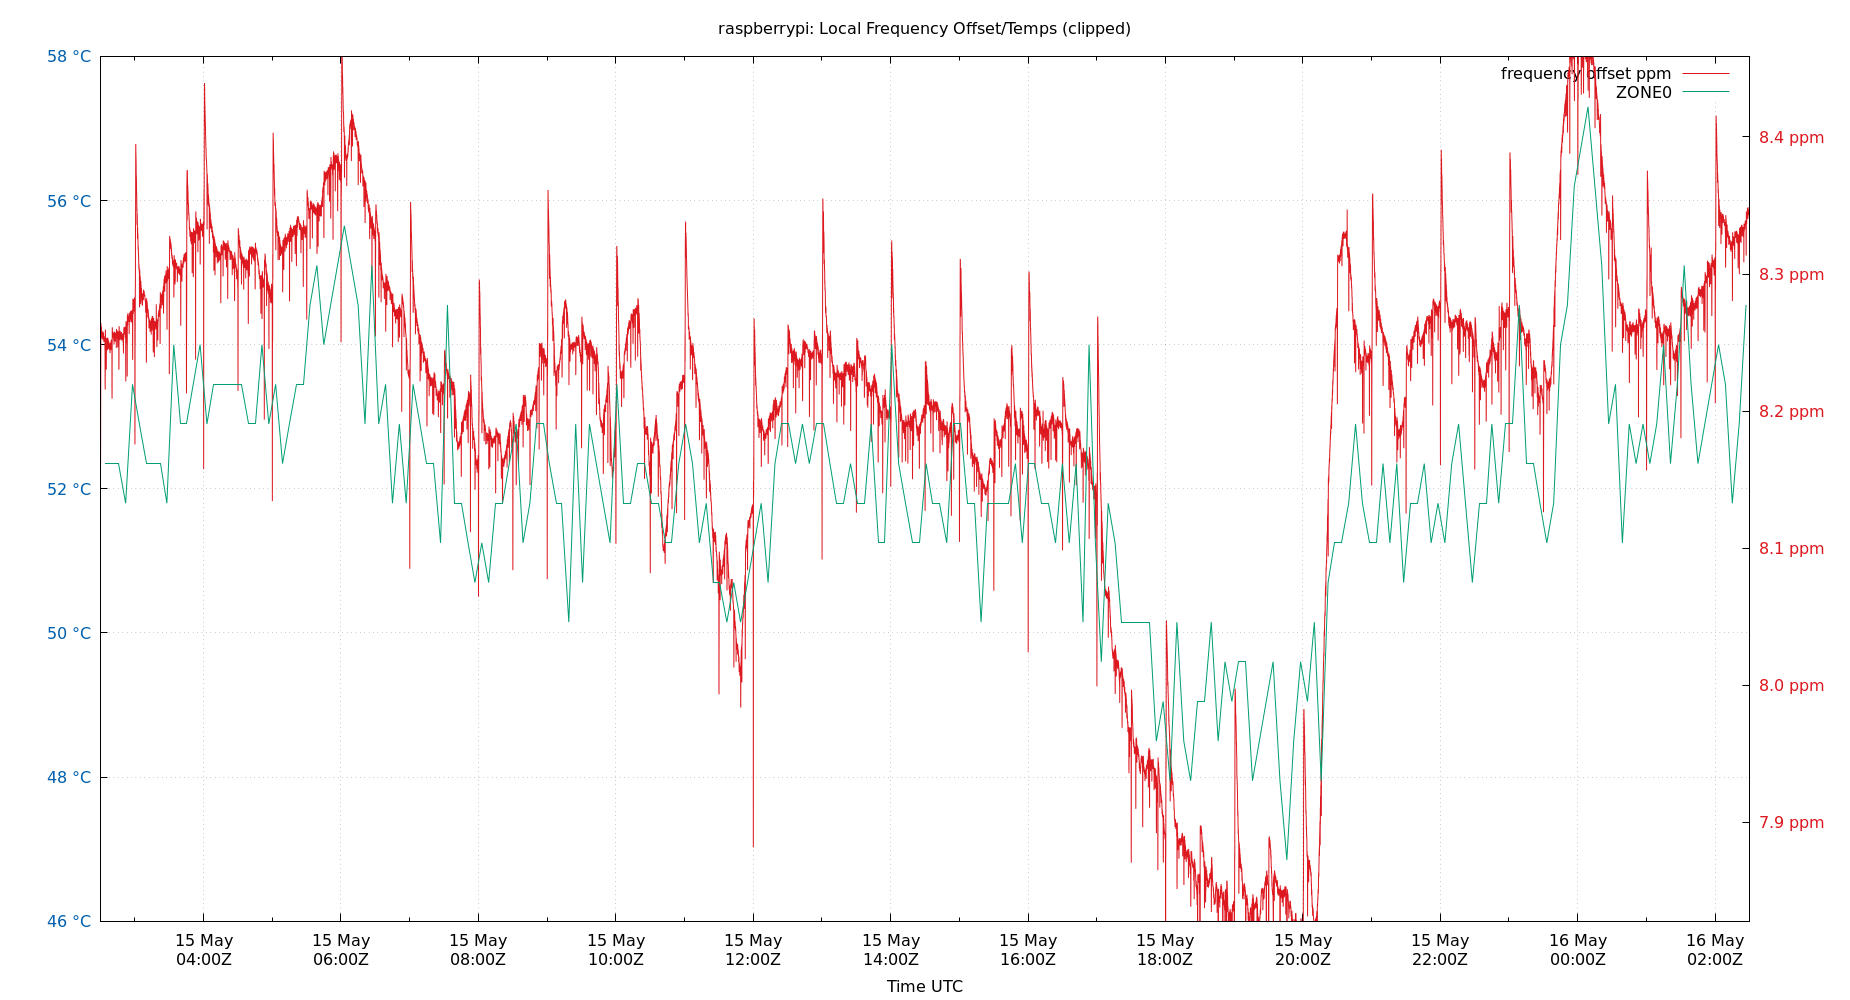 raspberrypi: Local Frequency Offset/Temps (clipped)
58 °C
56 °C
54 °C
52 °C
50 °C
48 °C
46 °C
frequency offset ppm
ZONE0
8.4 ppm
8.3 ppm
8.2 ppm
8.1 ppm
8.0 ppm
7.9 ppm
15 May 15 May 15 May 15 May 15 May 15 May 15 May 15 May 15 May 15 May 16 May 16 May
04:00Z 06:00Z 08:00Z 10:00Z 12:00Z 14:00Z 16:00Z 18:00Z 20:00Z 22:00Z 00:00Z 02:00Z
Time UTC